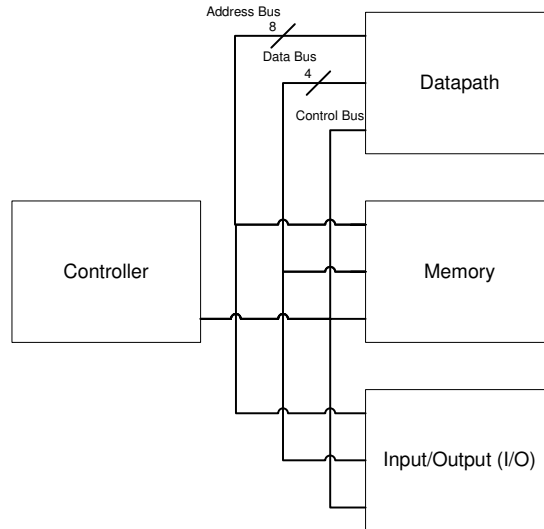 Address Bus
8
Data Bus
4
Control Bus
Datapath
Controller
Memory
Input/Output (I/O)